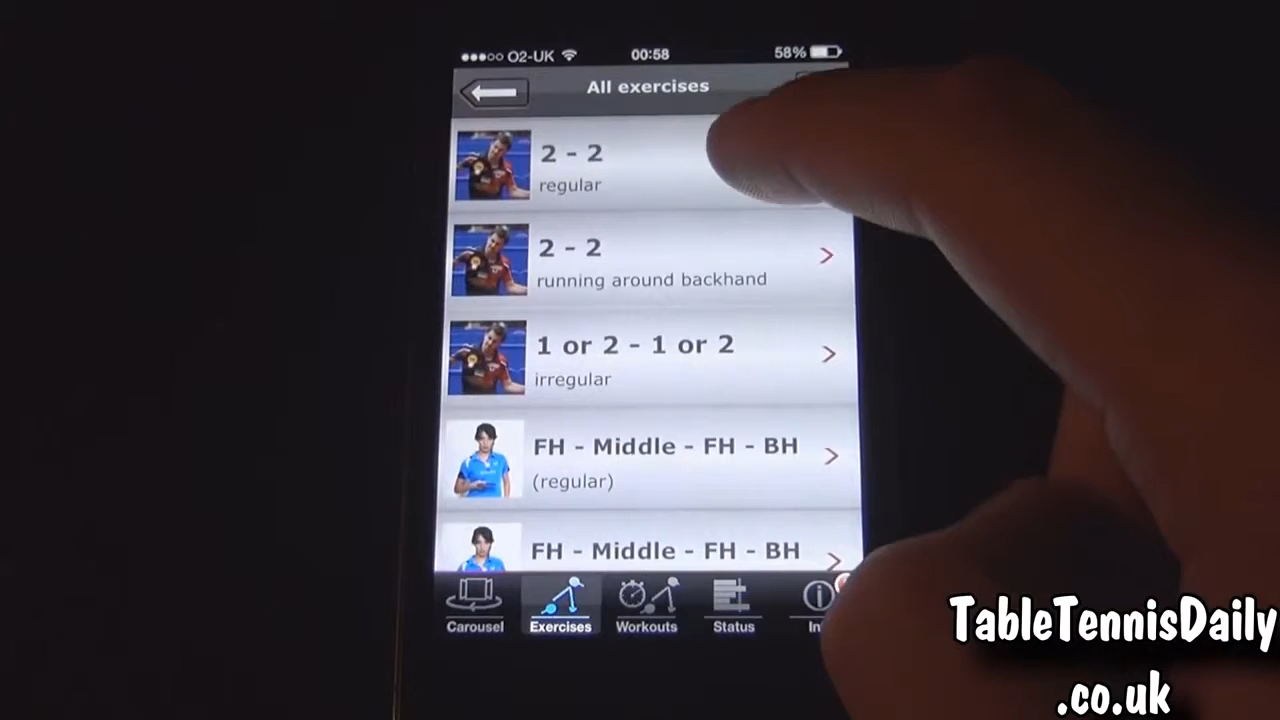 O2-UK 00:58 58%
All exercises
2 - 2
regular
2 - 2
running around backhand
1 or 2 - 1 or 2
irregular
FH - Middle - FH - BH
(regular)
FH - Middle - FH - BH
Carousel Exercises Workouts Status
TableTennisDaily
.co.uk